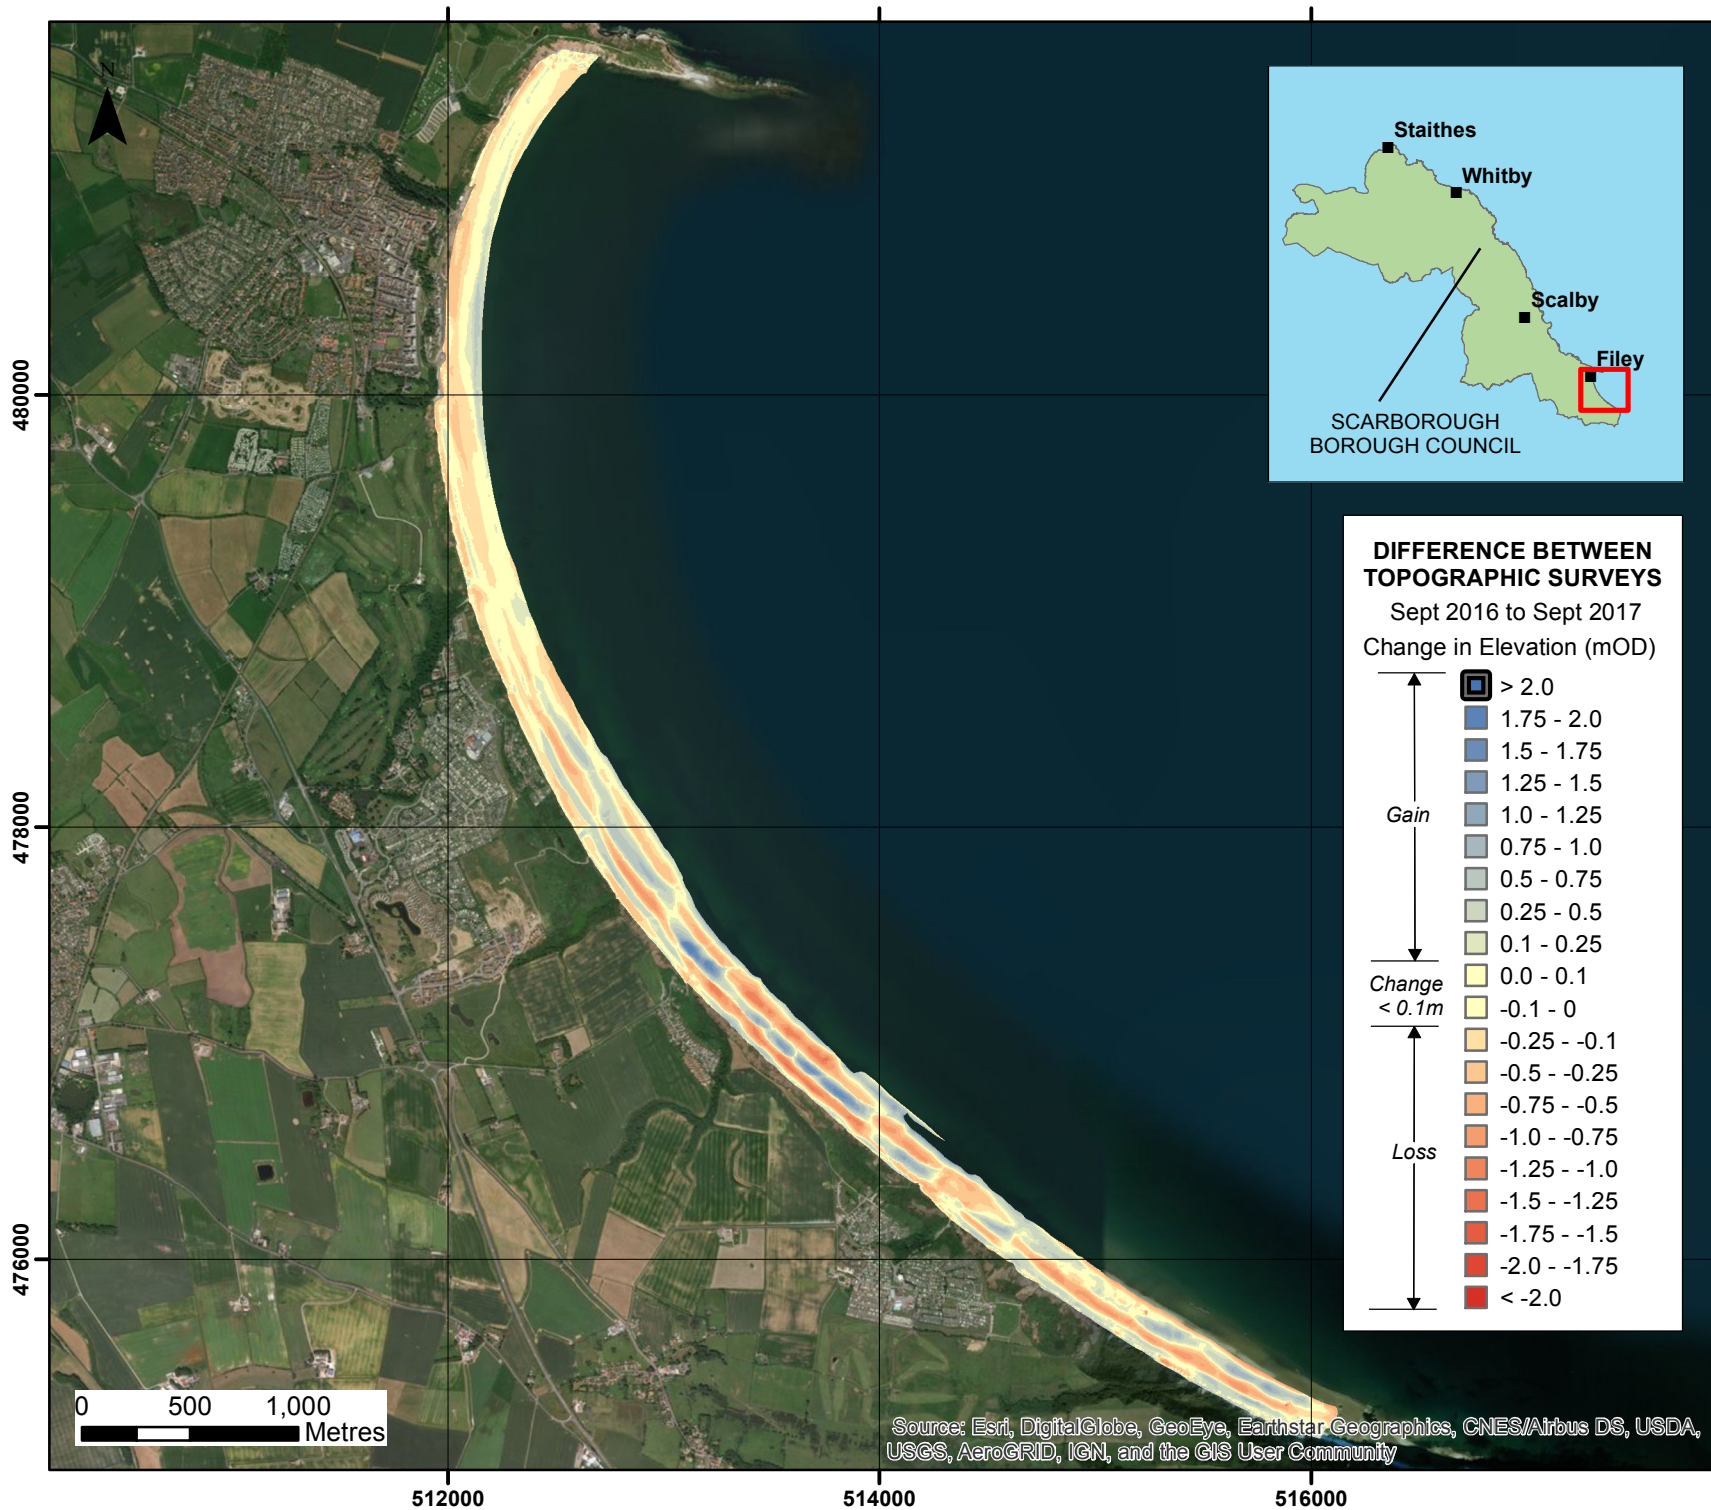 N
Staithes
Whitby
Scalby
Filey
SCARBOROUGH
BOROUGH COUNCIL
DIFFERENCE BETWEEN
TOPOGRAPHIC SURVEYS
Sept 2016 to Sept 2017
Change in Elevation (mOD)
> 2.0
1.75 - 2.0
1.5 - 1.75
1.25 - 1.5
1.0 - 1.25
0.75 - 1.0
0.5 - 0.75
0.25 - 0.5
0.1 - 0.25
0.0 - 0.1
-0.1 - 0
-0.25 - -0.1
-0.5 - -0.25
-0.75 - -0.5
-1.0 - -0.75
-1.25 - -1.0
-1.5 - -1.25
-1.75 - -1.5
-2.0 - -1.75
< -2.0
Gain
Change
< 0.1m
Loss
480000
478000
476000
0 500 1,000
Metres
Source: Esri, DigitalGlobe, GeoEye, Earthstar Geographics, CNES/Airbus DS, USDA,
USGS, AeroGRID, IGN, and the GIS User Community
512000 514000 516000